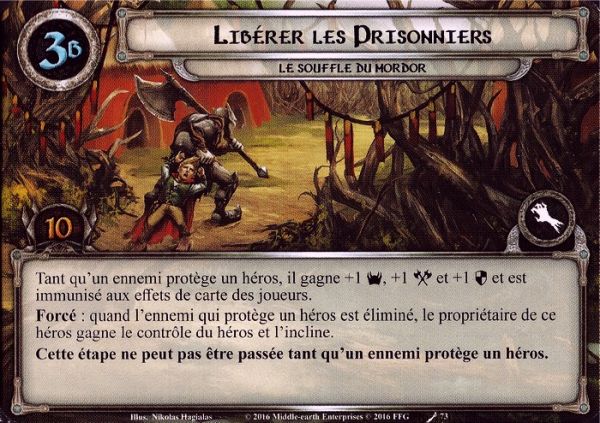 3B
LIBÉRER LES PRISONNIERS
LE SOUFFLE DU MORDOR
10
Tant qu'un ennemi protège un héros, il gagne +1, +1 et +1 et est
immunisé aux effets de carte des joueurs.
Forcé : quand l'ennemi qui protège un héros est éliminé, le propriétaire de ce
héros gagne le contrôle du héros et l'incline.
Cette étape ne peut pas être passée tant qu'un ennemi protège un héros.
Illus. Nikolas Hagialas © 2016 Middle-earth Enterprises © 2016 FFG 73